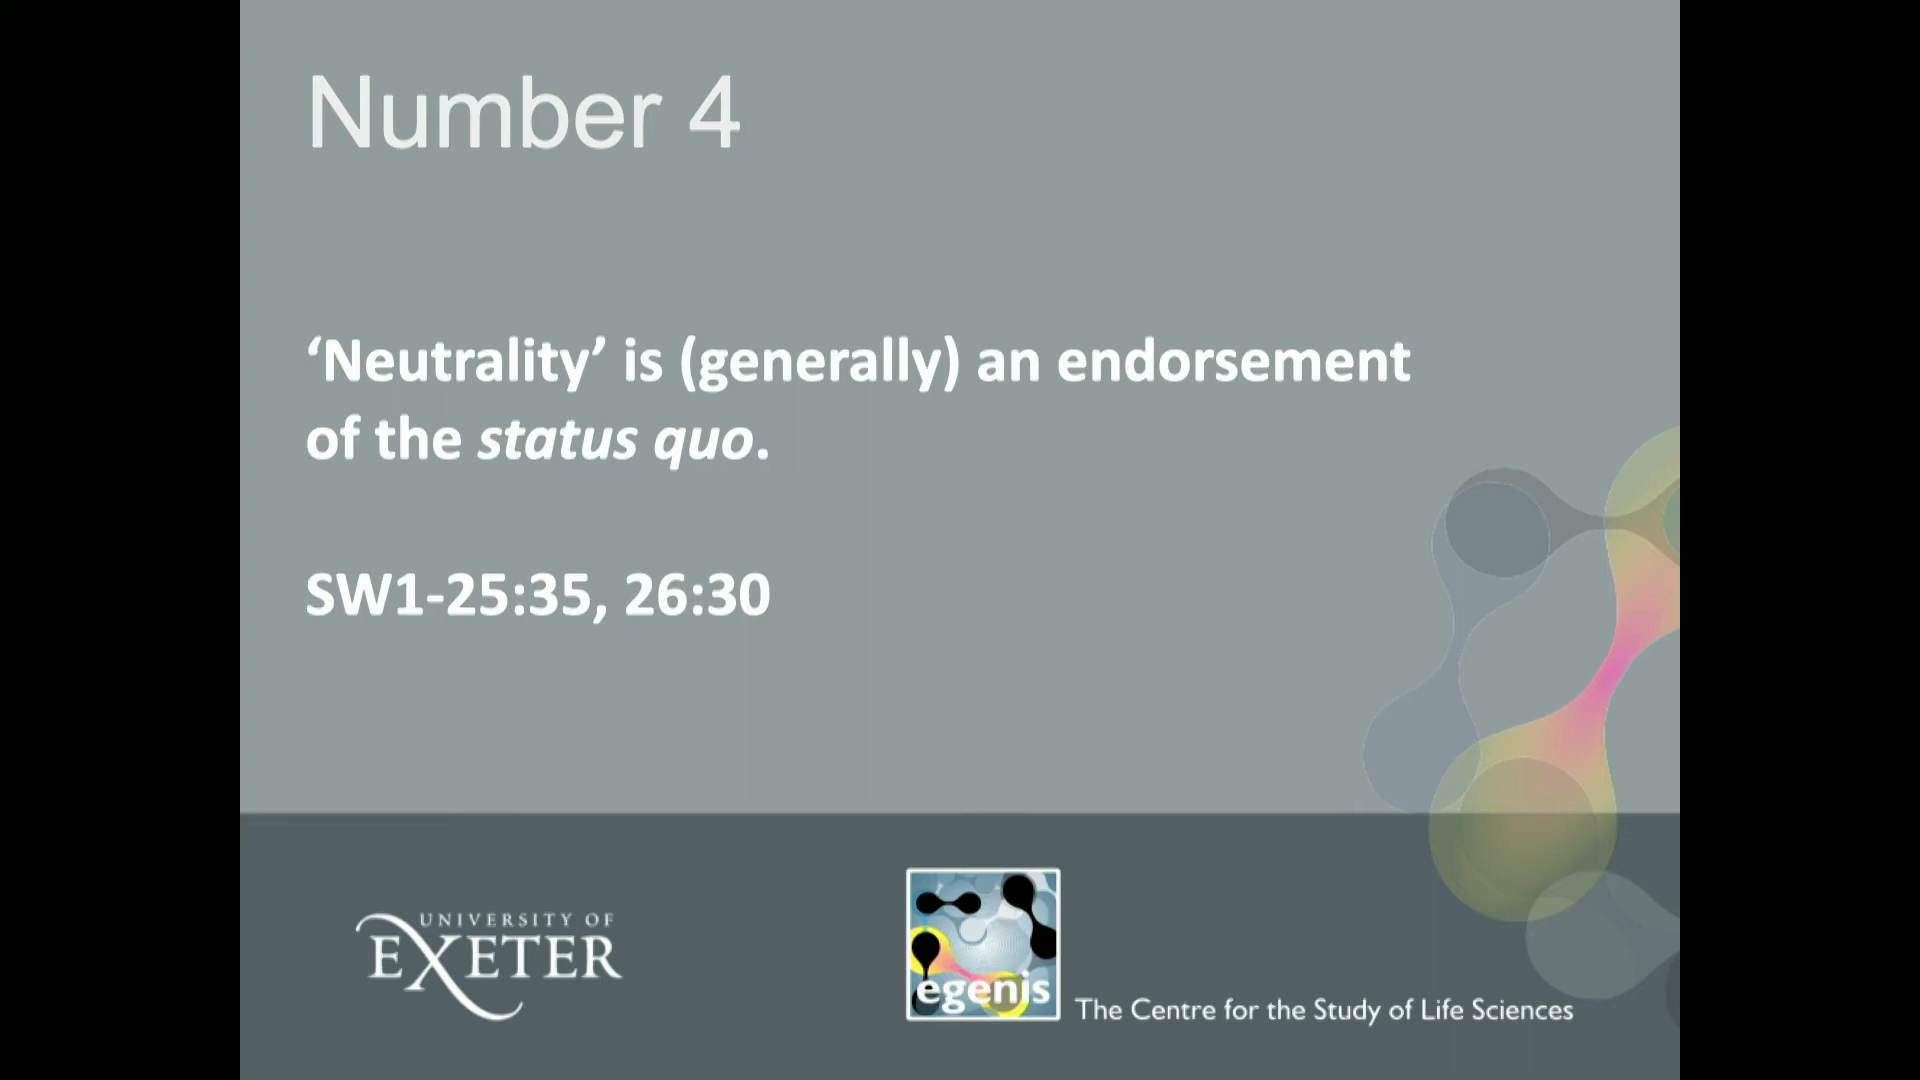 Number 4
‘Neutrality’ is (generally) an endorsement
of the status quo.
SW1-25:35, 26:30
UNIVERSITY OF
EXETER
egenis
The Centre for the Study of Life Sciences